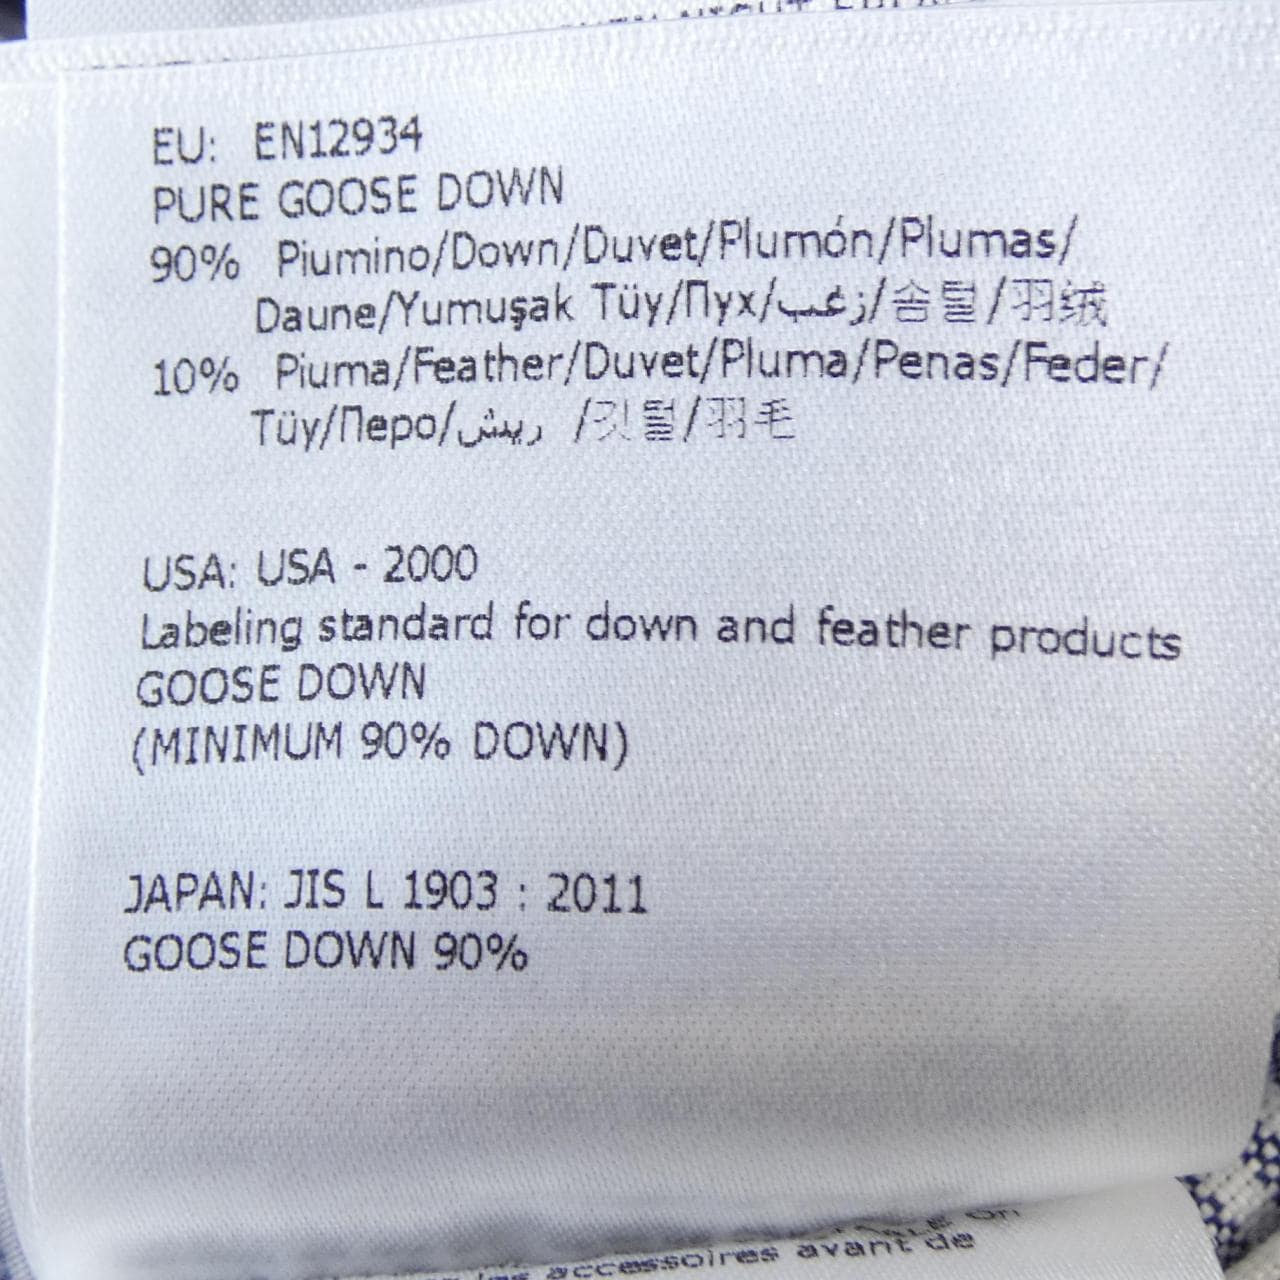 EU: EN12934
PURE GOOSE DOWN
90% Piumino/Down/Duvet/Plumón/Plumas/
Daune/Yumuşak Tüy/Пух/زغب/솜털/羽绒
10% Piuma/Feather/Duvet/Pluma/Penas/Feder/
Tüy/Перо/ريش /깃털/羽毛
USA: USA - 2000
Labeling standard for down and feather products
GOOSE DOWN
(MINIMUM 90% DOWN)
JAPAN: JIS L 1903 : 2011
GOOSE DOWN 90%
accessoires avant de